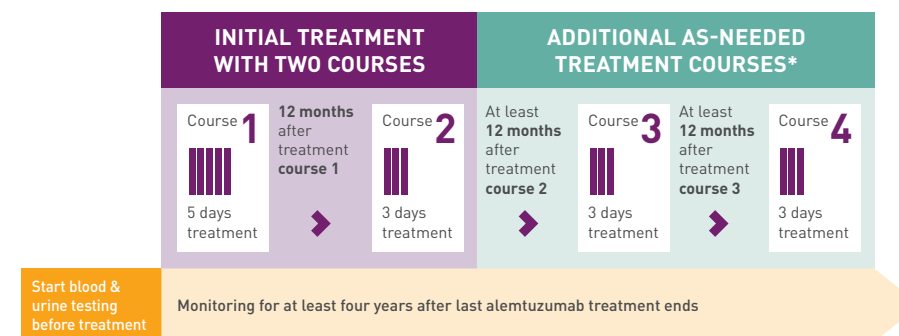 INITIAL TREATMENT
WITH TWO COURSES
ADDITIONAL AS-NEEDED
TREATMENT COURSES*
Course 1
5 days
treatment
12 months
after
treatment
course 1
Course 2
3 days
treatment
At least
12 months
after
treatment
course 2
Course 3
3 days
treatment
At least
12 months
after
treatment
course 3
Course 4
3 days
treatment
Start blood &
urine testing
before treatment
Monitoring for at least four years after last alemtuzumab treatment ends